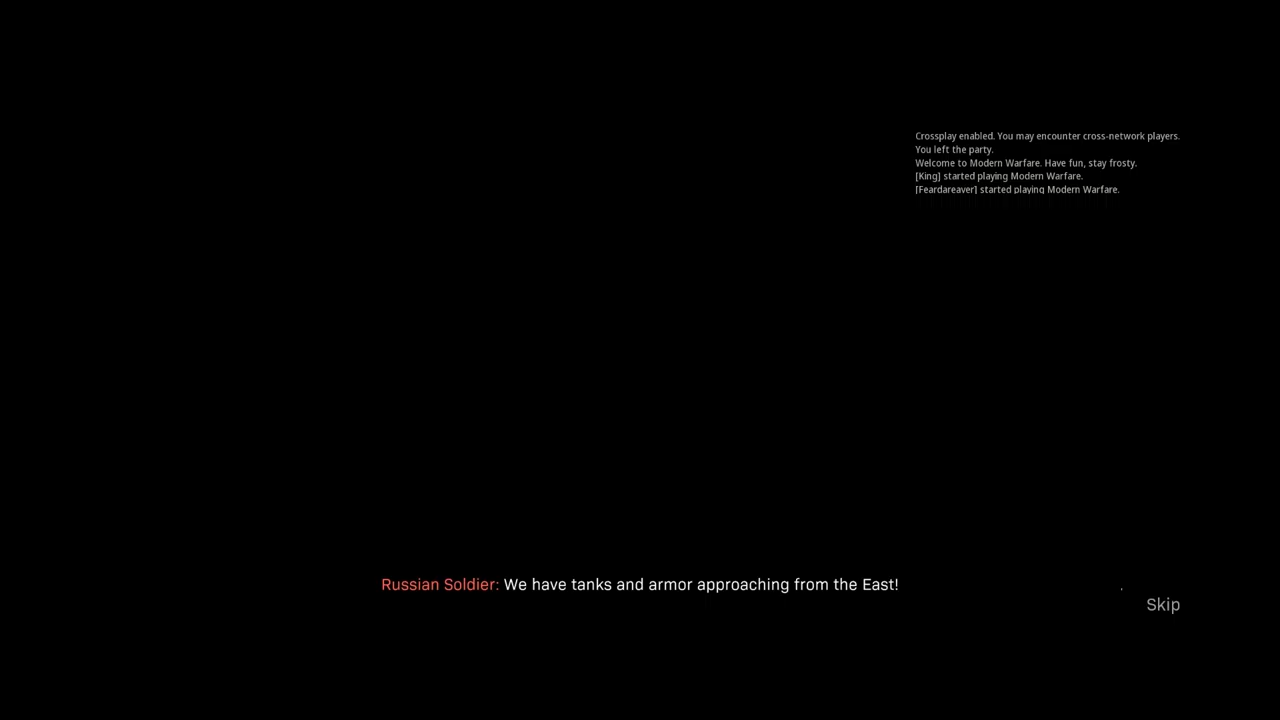 Crossplay enabled. You may encounter cross-network players.
You left the party.
Welcome to Modern Warfare. Have fun, stay frosty.
[King] started playing Modern Warfare.
[Feardareaver] started playing Modern Warfare.
Russian Soldier: We have tanks and armor approaching from the East!
Skip